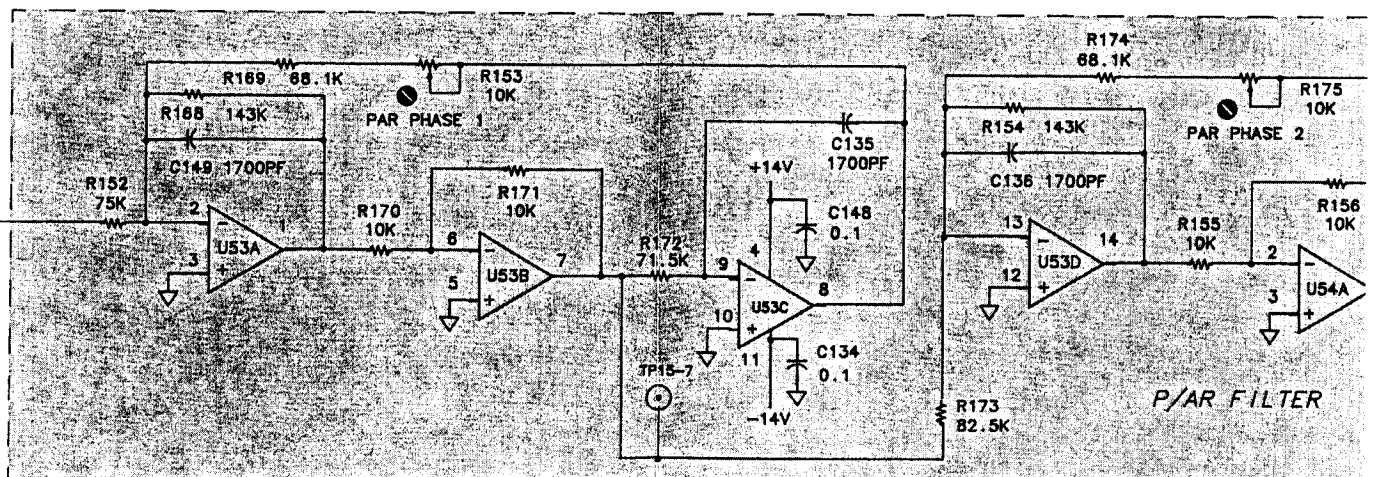 R169
68.1K
R153
10K
PAR PHASE 1
R168
143K
C149 1700PF
R152
75K
2
3
U53A
1
R170
10K
R171
10K
6
5
U53B
7
R172
71.5K
C135
1700PF
+14V
C148
0.1
4
9
10
U53C
8
11
C134
0.1
-14V
TP15-7
R174
68.1K
R175
10K
PAR PHASE 2
R154
143K
C136 1700PF
13
12
U53D
14
R155
10K
R156
10K
2
3
U54A
R173
82.5K
P/AR FILTER